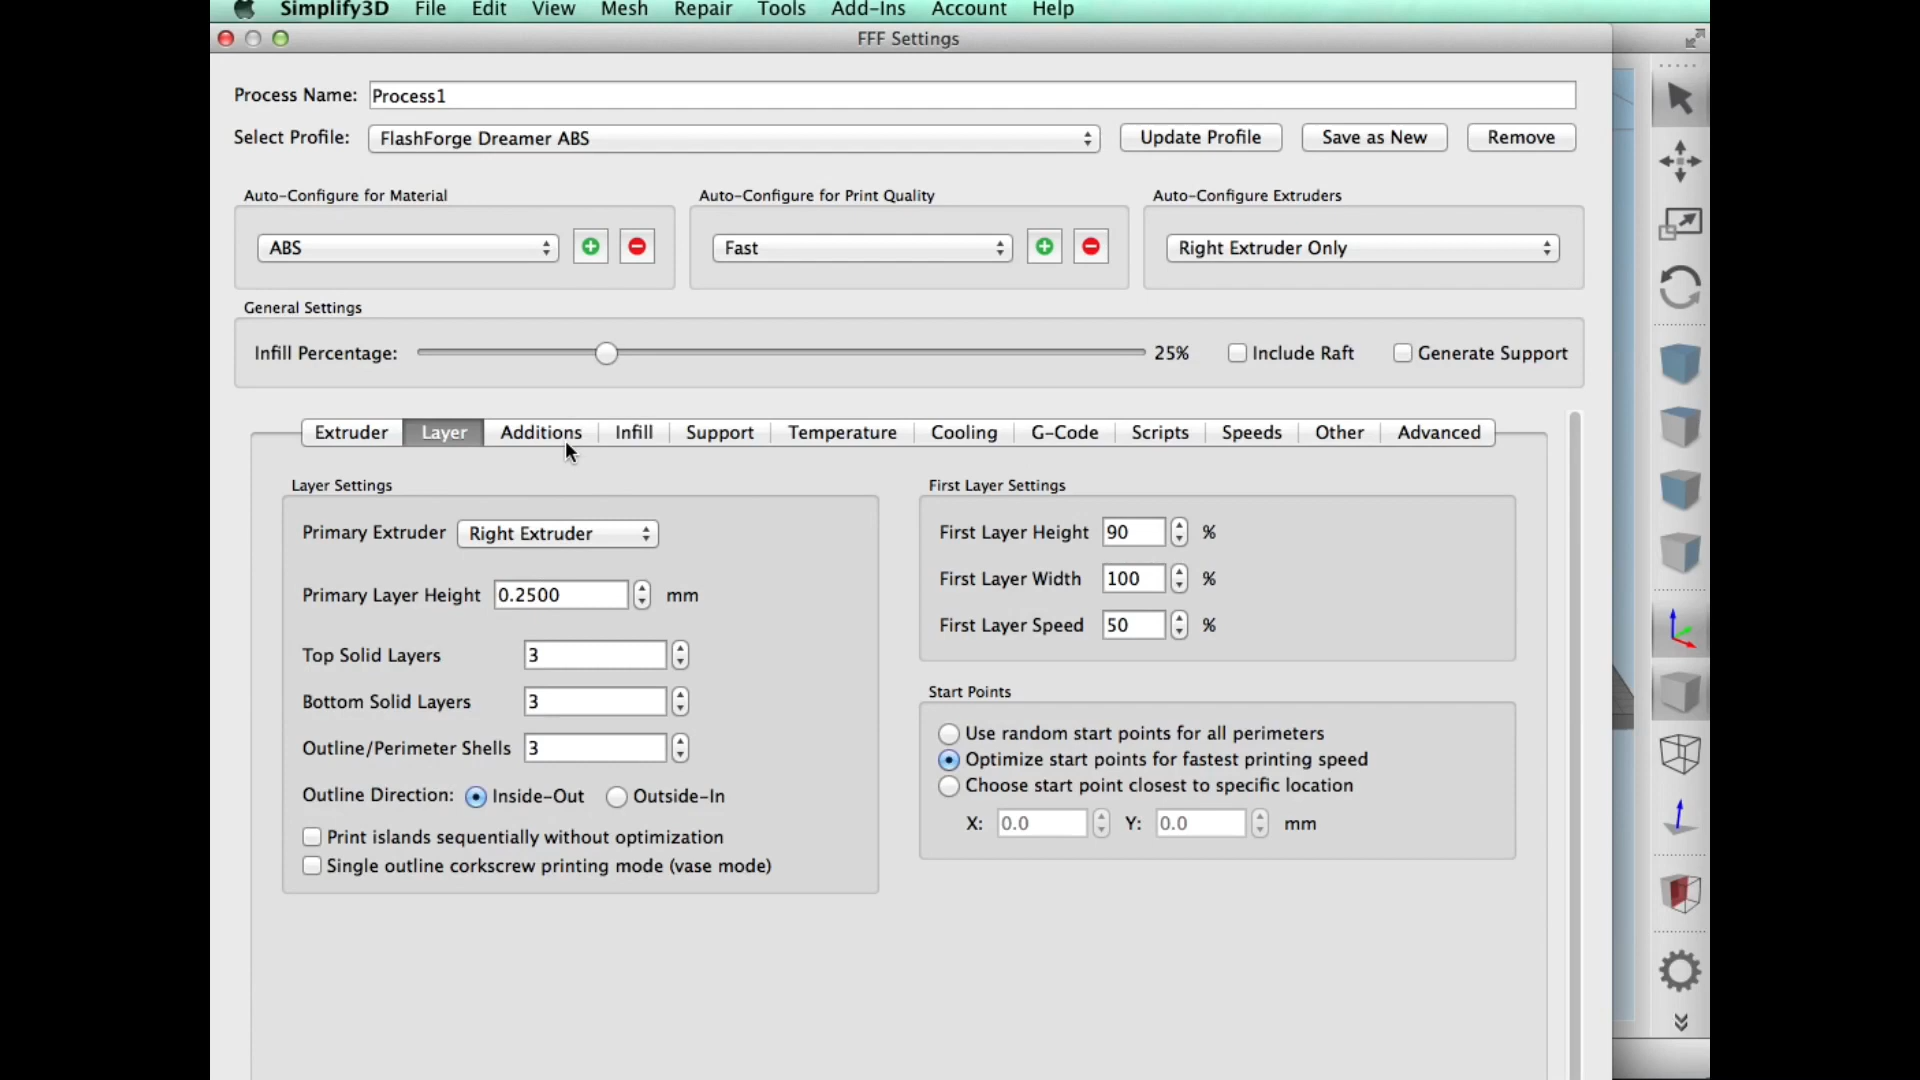 Simplify3D File Edit View Mesh Repair Tools Add-Ins Account Help
FFF Settings
Process Name: Process1
Select Profile: FlashForge Dreamer ABS Update Profile Save as New Remove
Auto-Configure for Material Auto-Configure for Print Quality Auto-Configure Extruders
ABS Fast Right Extruder Only
General Settings
Infill Percentage: 25% Include Raft Generate Support
Extruder Layer Additions Infill Support Temperature Cooling G-Code Scripts Speeds Other Advanced
Layer Settings
Primary Extruder Right Extruder
Primary Layer Height 0.2500 mm
Top Solid Layers 3
Bottom Solid Layers 3
Outline/Perimeter Shells 3
Outline Direction: Inside-Out Outside-In
Print islands sequentially without optimization
Single outline corkscrew printing mode (vase mode)
First Layer Settings
First Layer Height 90 %
First Layer Width 100 %
First Layer Speed 50 %
Start Points
Use random start points for all perimeters
Optimize start points for fastest printing speed
Choose start point closest to specific location
X: 0.0 Y: 0.0 mm